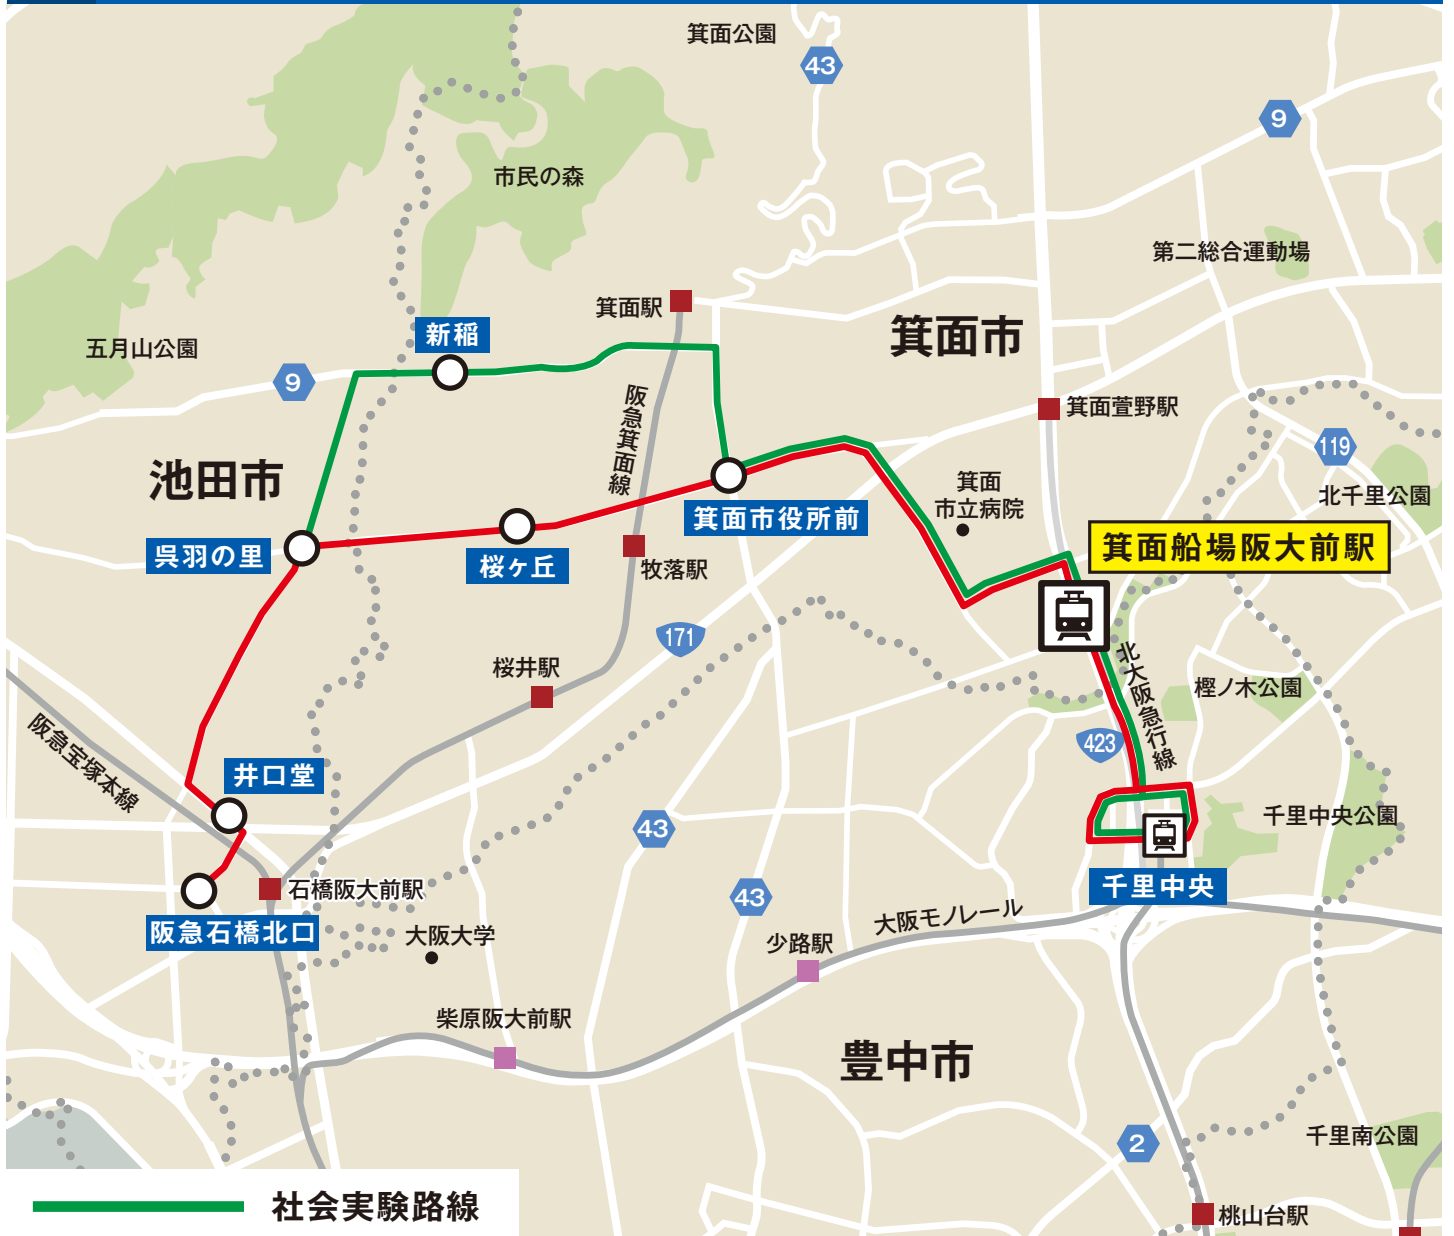 箕面公園
43
9
市民の森
第二総合運動場
箕面駅
箕面市
新稲
五月山公園
9
阪急箕面線
箕面萱野駅
119
池田市
箕面
市立病院
北千里公園
箕面市役所前
箕面船場阪大前駅
呉羽の里
桜ヶ丘
牧落駅
171
桜井駅
北大阪急行線
樫ノ木公園
阪急宝塚本線
423
井口堂
43
千里中央公園
石橋阪大前駅
43
千里中央
阪急石橋北口
大阪大学
大阪モノレール
少路駅
柴原阪大前駅
豊中市
2
千里南公園
社会実験路線
桃山台駅